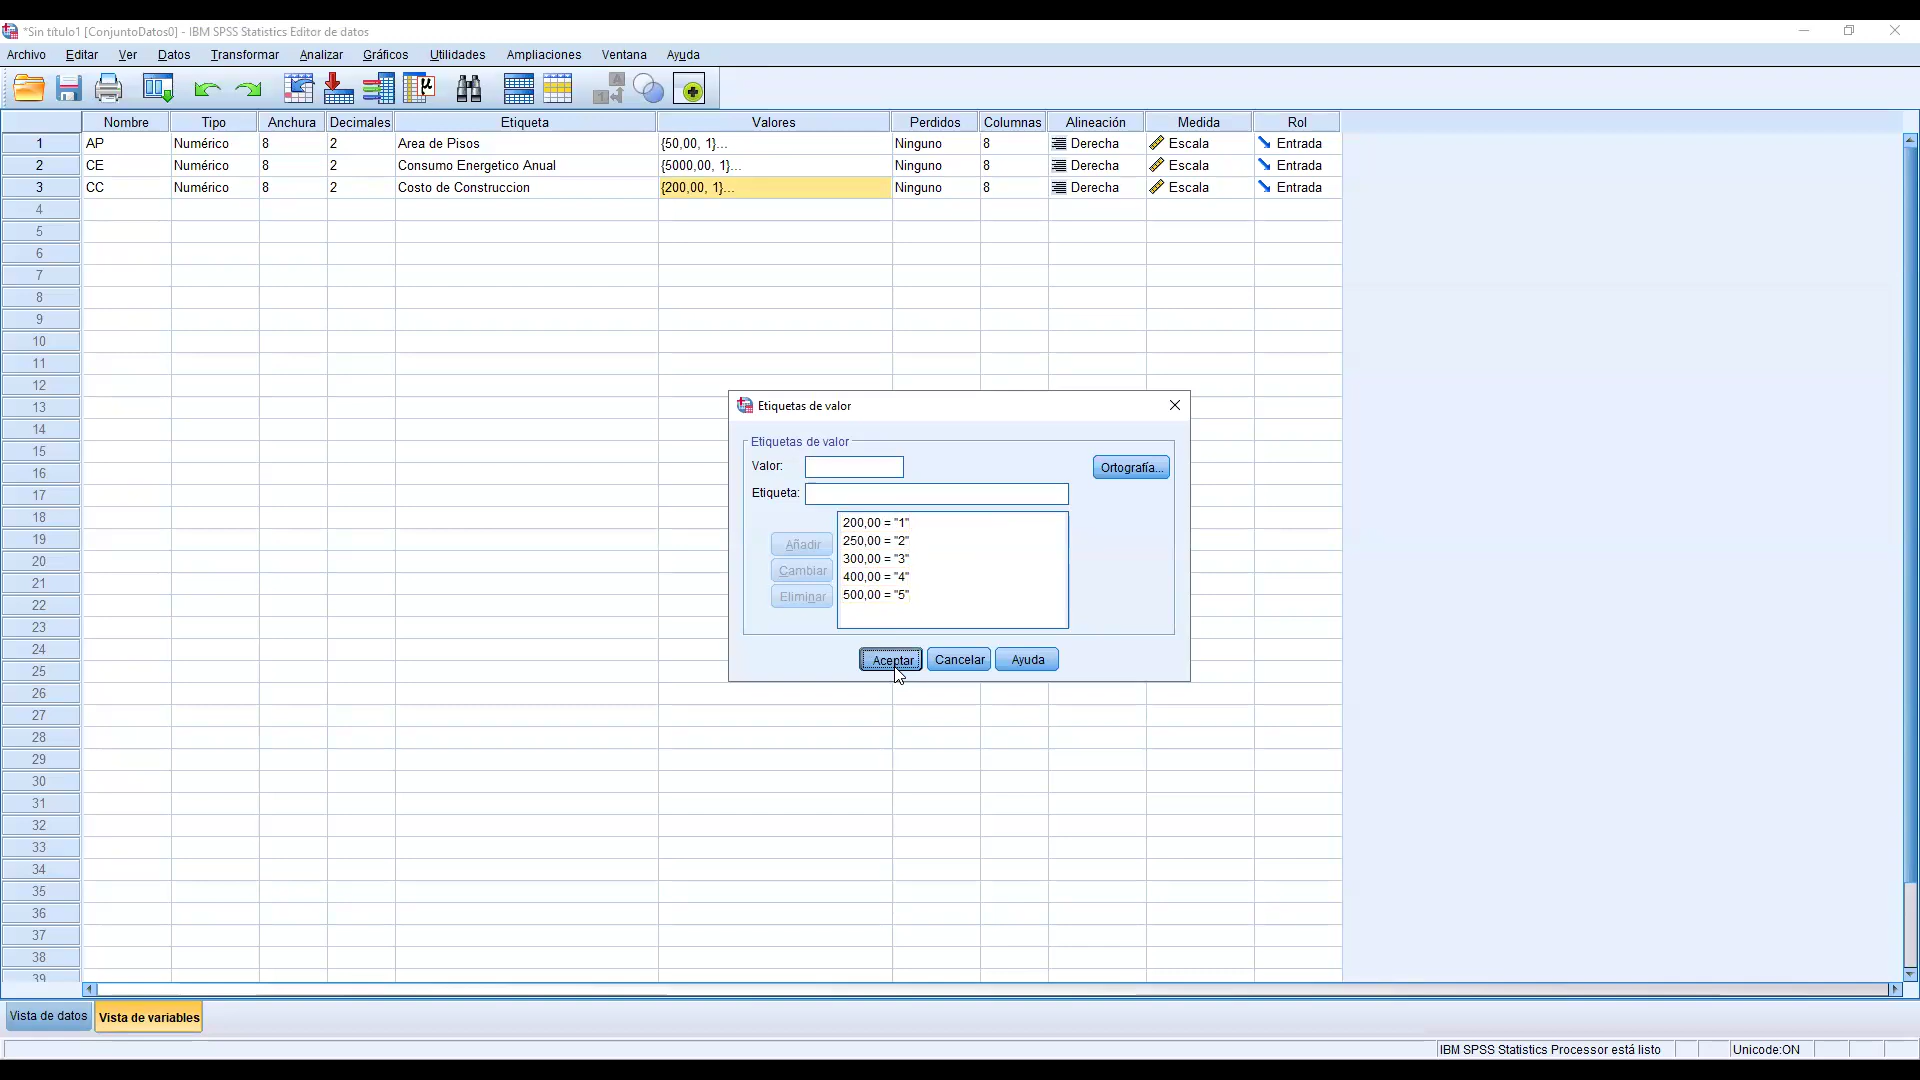 *Sin título1 [ConjuntoDatos0] - IBM SPSS Statistics Editor de datos
Archivo Editar Ver Datos Transformar Analizar Gráficos Utilidades Ampliaciones Ventana Ayuda
Nombre Tipo Anchura Decimales Etiqueta Valores Perdidos Columnas Alineación Medida Rol
1 AP Numérico 8 2 Area de Pisos {50,00, 1}... Ninguno 8 Derecha Escala Entrada
2 CE Numérico 8 2 Consumo Energetico Anual {5000,00, 1}... Ninguno 8 Derecha Escala Entrada
3 CC Numérico 8 2 Costo de Construccion {200,00, 1}... Ninguno 8 Derecha Escala Entrada
4
5
6
7
8
9
10
11
12
13
14
15
16
17
18
19
20
21
22
23
24
25
26
27
28
29
30
31
32
33
34
35
36
37
38
39
Etiquetas de valor
Etiquetas de valor
Valor:
Ortografía...
Etiqueta:
200,00 = "1"
250,00 = "2"
300,00 = "3"
400,00 = "4"
500,00 = "5"
Añadir
Cambiar
Eliminar
Aceptar Cancelar Ayuda
Vista de datos Vista de variables
IBM SPSS Statistics Processor está listo Unicode:ON